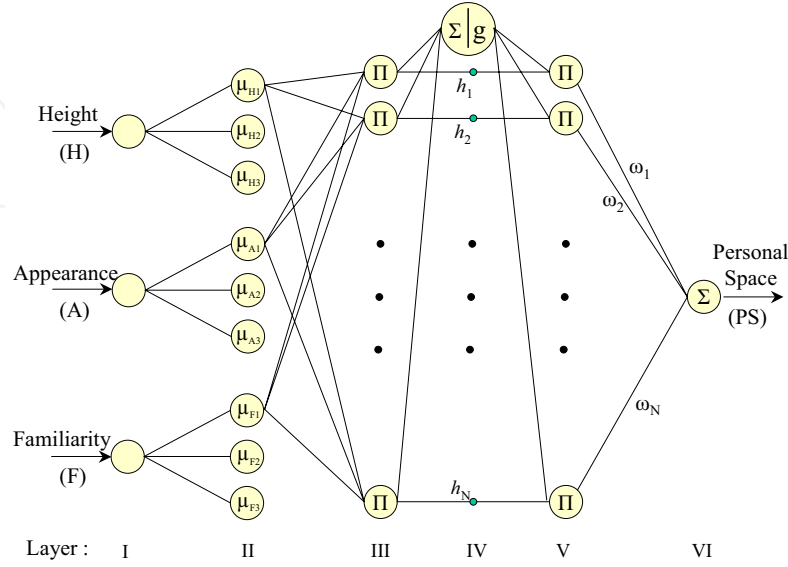 Σ|g
Π
h₁
Π
μH1
Height
(H)
μH2
Π
h₂
Π
μH3
ω₁
ω₂
μA1
Appearance
(A)
μA2
μA3
Personal
Space
(PS)
Σ
μF1
ωN
Familiarity
(F)
μF2
μF3
Π
hN
Π
Layer : I II III IV V VI